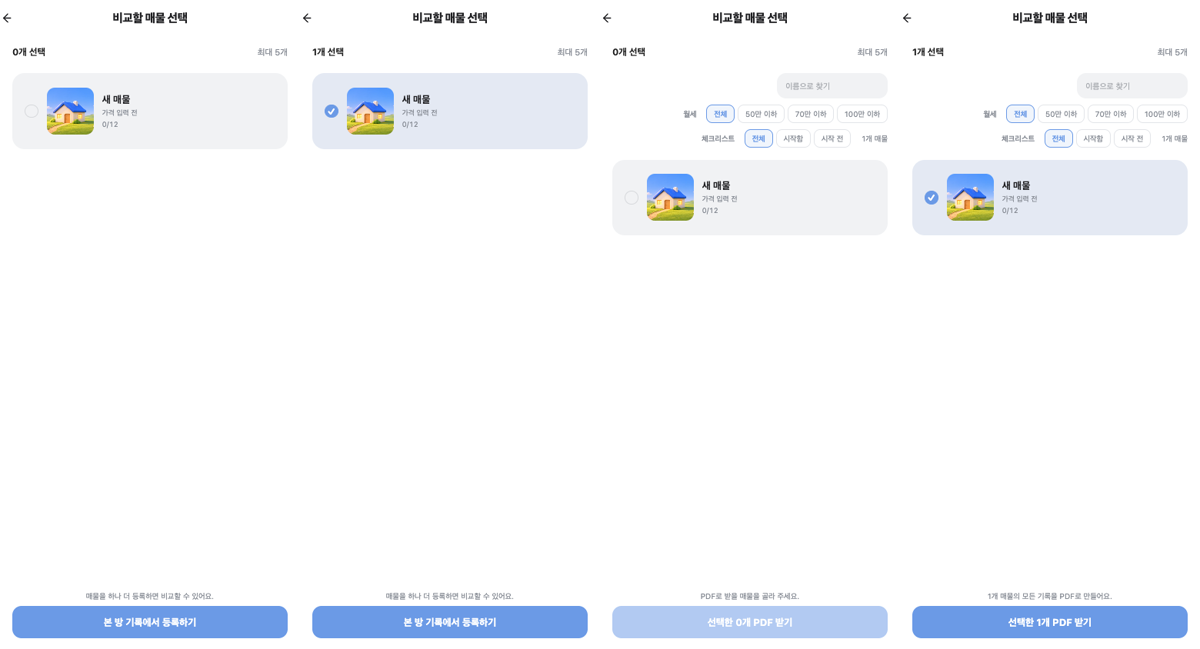 비교할 매물 선택
0개 선택 최대 5개
새 매물
가격 입력 전
0/12
매물을 하나 더 등록하면 비교할 수 있어요.
본 방 기록에서 등록하기
비교할 매물 선택
1개 선택 최대 5개
새 매물
가격 입력 전
0/12
매물을 하나 더 등록하면 비교할 수 있어요.
본 방 기록에서 등록하기
비교할 매물 선택
0개 선택 최대 5개
이름으로 찾기
월세 전체 50만 이하 70만 이하 100만 이하
체크리스트 전체 시작함 시작 전 1개 매물
새 매물
가격 입력 전
0/12
PDF로 받을 매물을 골라 주세요.
선택한 0개 PDF 받기
비교할 매물 선택
1개 선택 최대 5개
이름으로 찾기
월세 전체 50만 이하 70만 이하 100만 이하
체크리스트 전체 시작함 시작 전 1개 매물
새 매물
가격 입력 전
0/12
1개 매물의 모든 기록을 PDF로 만들어요.
선택한 1개 PDF 받기